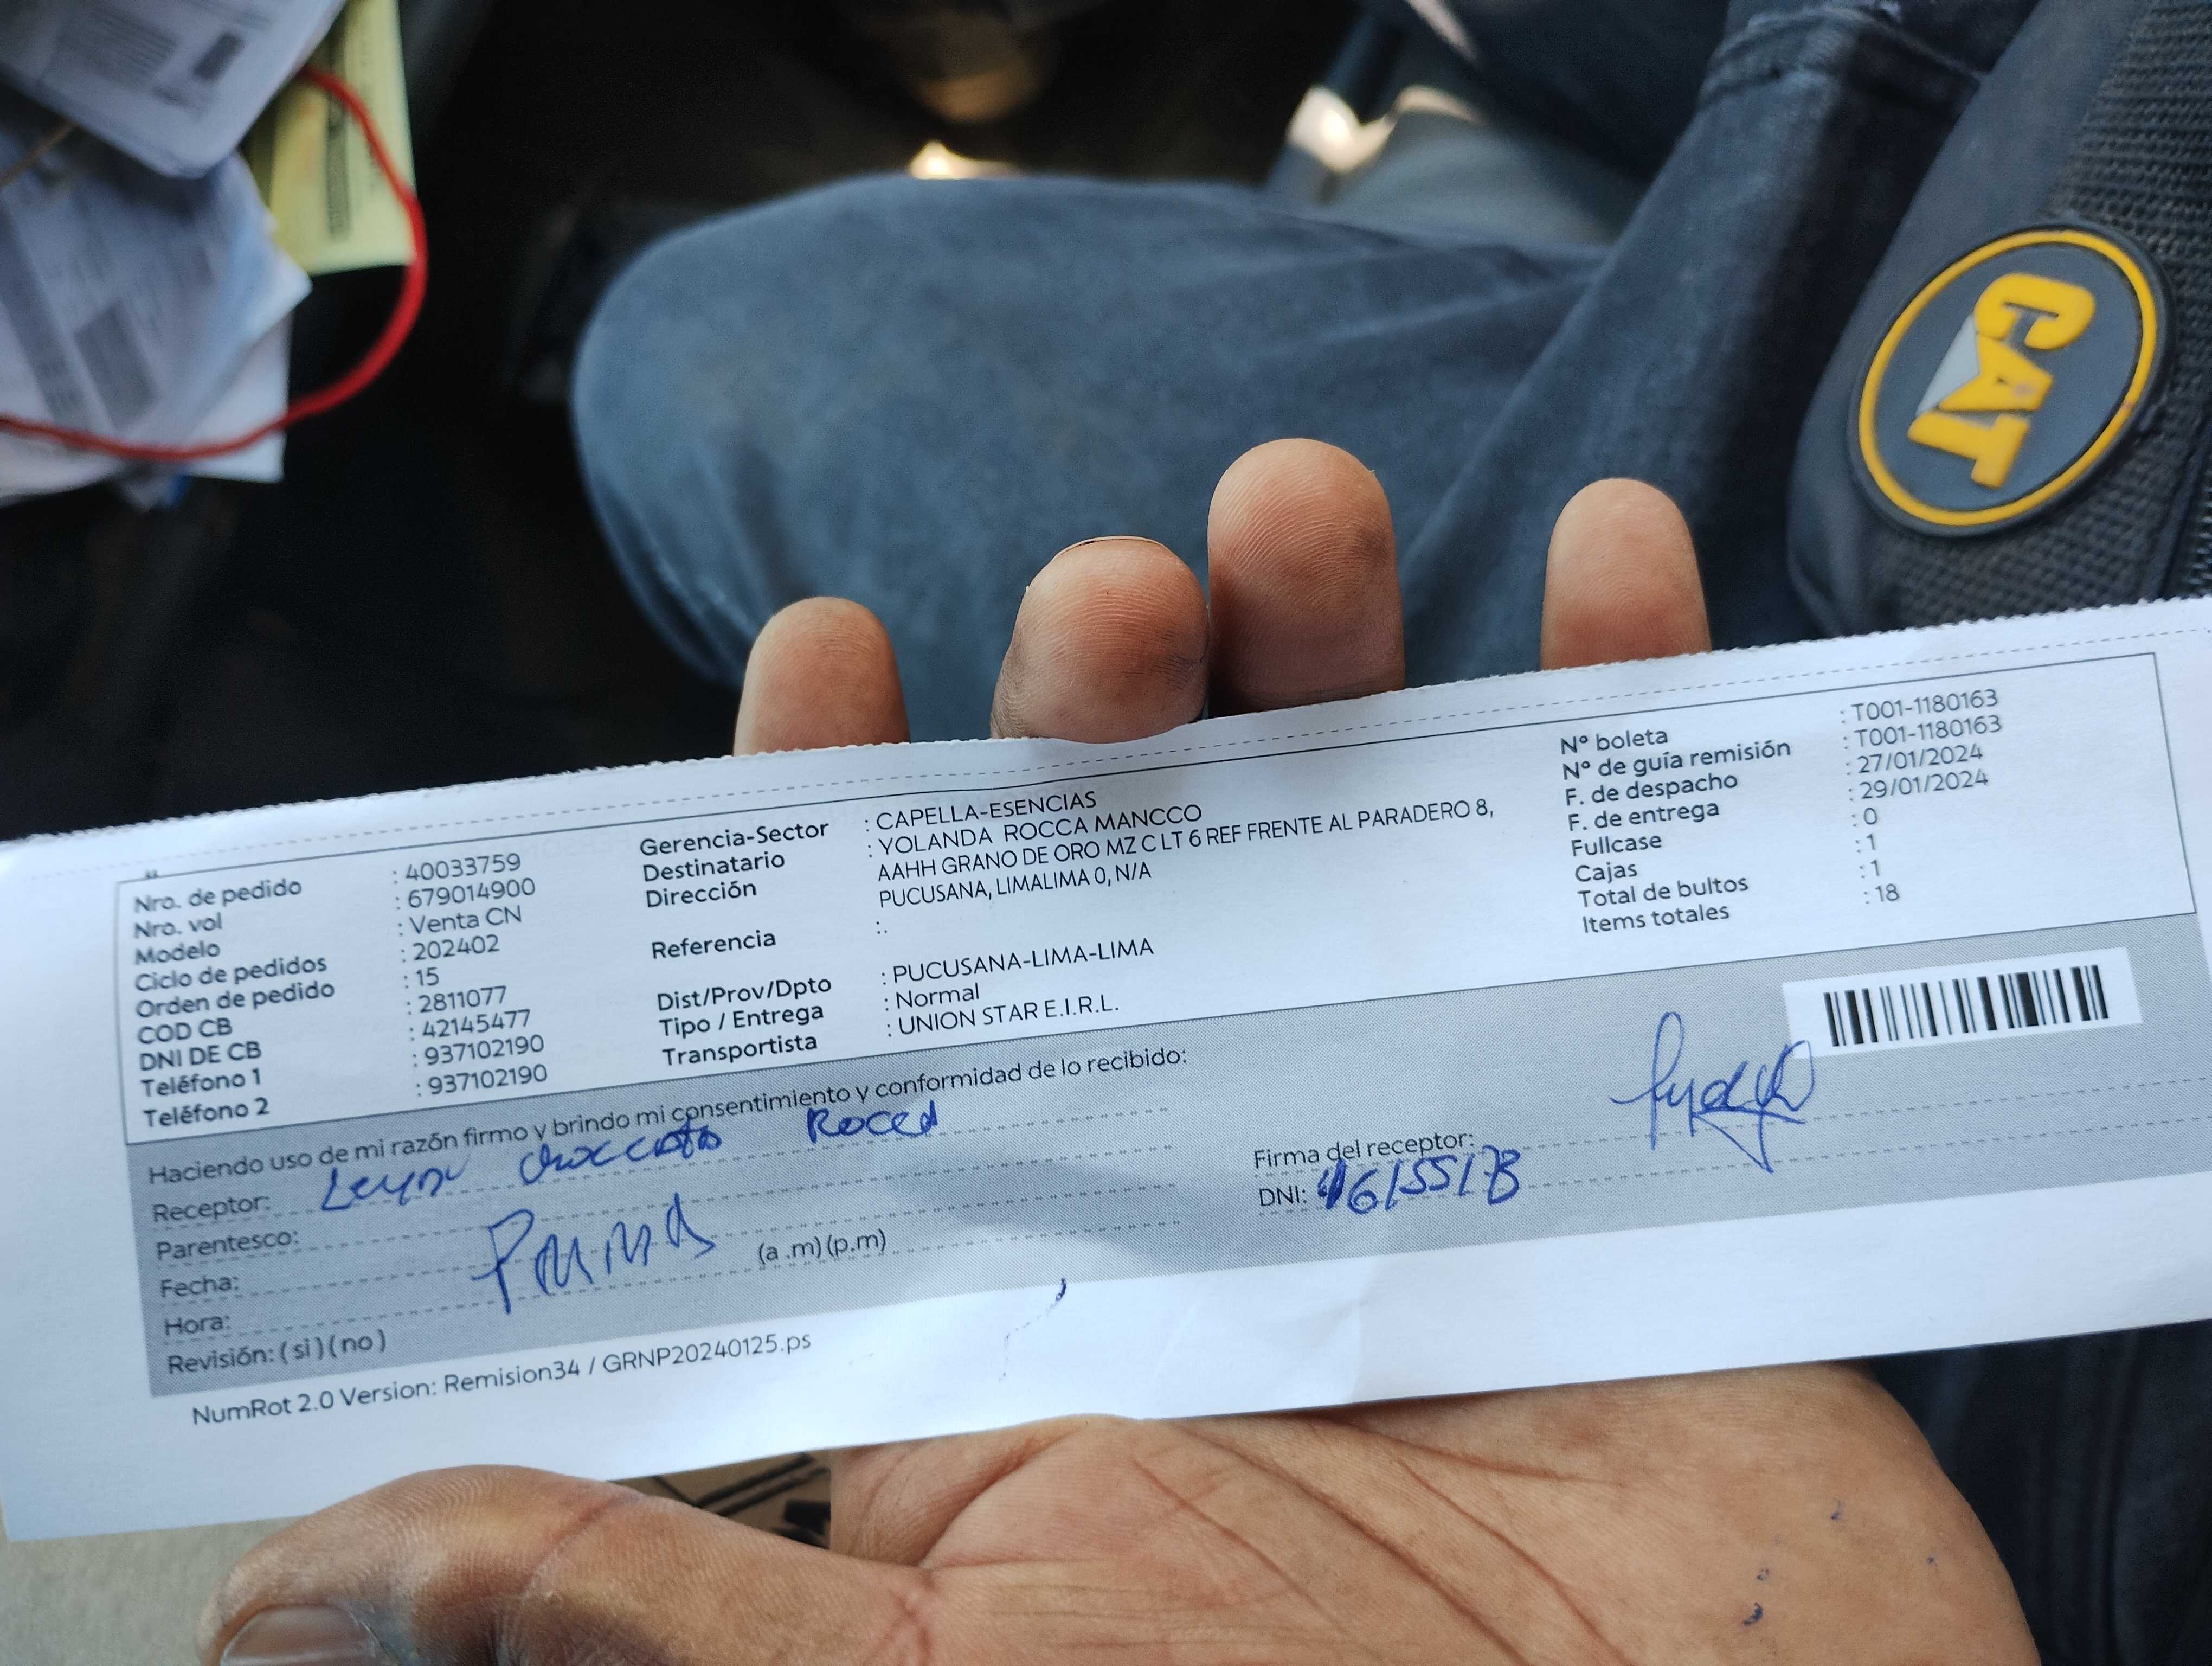 CAT
Nro. de pedido : 40033759
Nro. vol : 679014900
Modelo : Venta CN
Ciclo de pedidos : 202402
Orden de pedido : 15
COD CB : 2811077
DNI DE CB : 42145477
Teléfono 1 : 937102190
Teléfono 2 : 937102190
Gerencia-Sector : CAPELLA-ESENCIAS
Destinatario : YOLANDA ROCCA MANCCO
Dirección AAHH GRANO DE ORO MZ C LT 6 REF FRENTE AL PARADERO 8,
PUCUSANA, LIMALIMA 0, N/A
Referencia :.
Dist/Prov/Dpto : PUCUSANA-LIMA-LIMA
Tipo / Entrega : Normal
Transportista : UNION STAR E.I.R.L.
N° boleta : T001-1180163
N° de guía remisión : T001-1180163
F. de despacho : 27/01/2024
F. de entrega : 29/01/2024
Fullcase : 0
Cajas : 1
Total de bultos : 1
Items totales : 18
Haciendo uso de mi razón firmo y brindo mi consentimiento y conformidad de lo recibido:
Receptor:
Parentesco:
Fecha:
Hora: (a .m) (p.m)
Revisión: ( si ) ( no )
Firma del receptor:
DNI:
NumRot 2.0 Version: Remision34 / GRNP20240125.ps